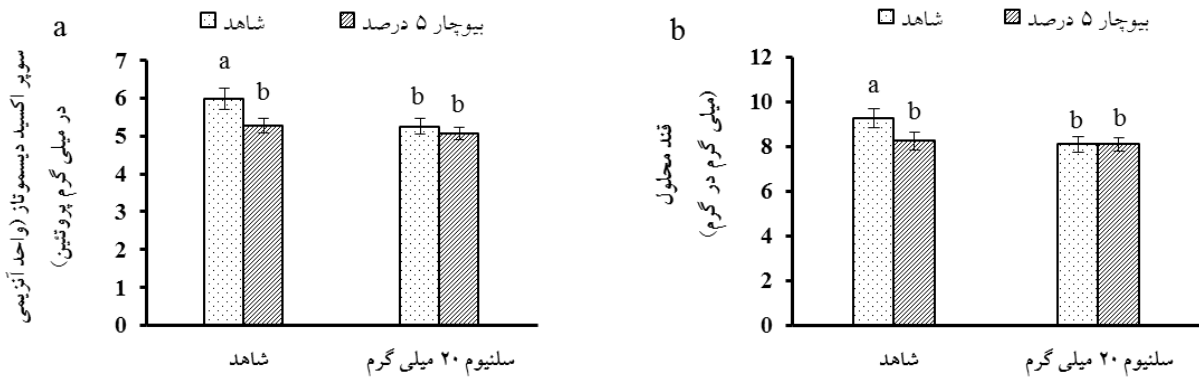 a
شاهد
بیوچار ۵ درصد
سوپر اکسید دیسموتاز (واحد آنزیمی
در میلی گرم پروتئین)
7
6
5
4
3
2
1
0
a
b
b
b
شاهد
سلنیوم ۲۰ میلی گرم
b
شاهد
بیوچار ۵ درصد
قند محلول
(میلی گرم در گرم)
12
10
8
6
4
2
0
a
b
b
b
شاهد
سلنیوم ۲۰ میلی گرم